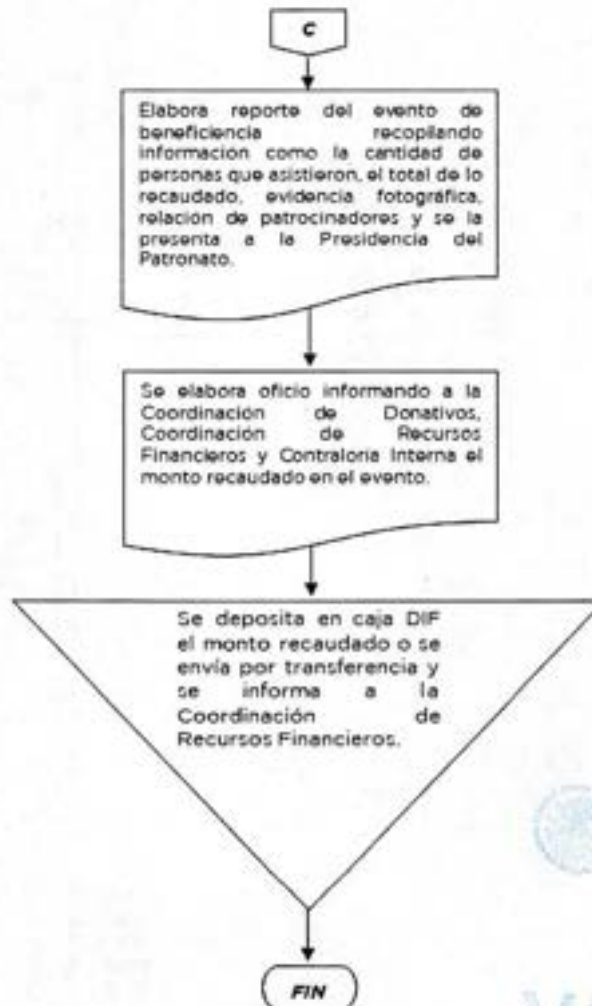 C
Elabora reporte del evento de
beneficiencia recopilando
informacion como la cantidad de
personas que asistieron, el total de lo
recaudado, evidencia fotográfica,
relación de patrocinadores y se la
presenta a la Presidencia del
Patronato.
Se elabora oficio informando a la
Coordinación de Donativos,
Coordinación de Recursos
Financieros y Contraloria Interna el
monto recaudado en el evento.
Se deposita en caja DIF
el monto recaudado o se
envía por transferencia y
se informa a la
Coordinación de
Recursos Financieros.
FIN